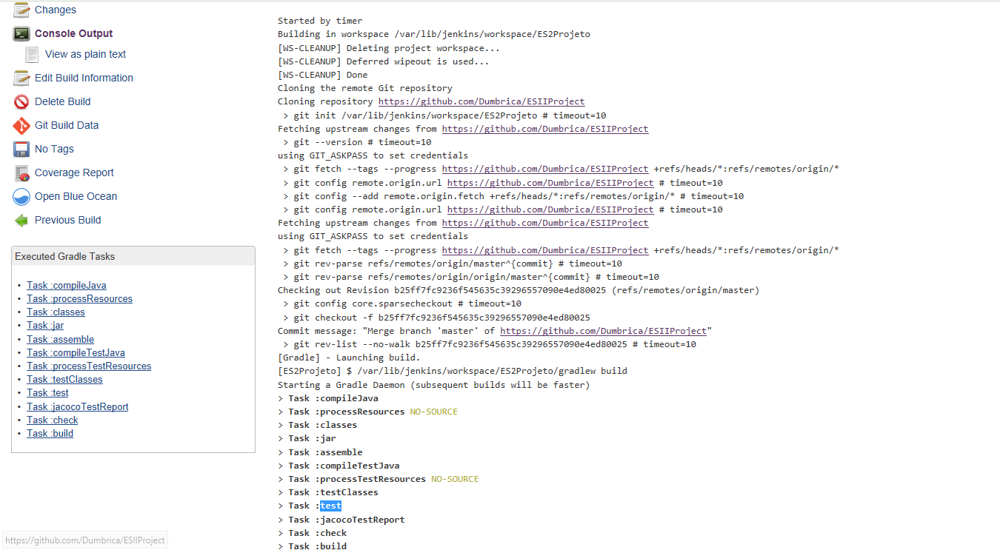 Changes
Console Output
View as plain text
Edit Build Information
Delete Build
Git Build Data
No Tags
Coverage Report
Open Blue Ocean
Previous Build
Executed Gradle Tasks
• Task :compileJava
• Task :processResources
• Task :classes
• Task :jar
• Task :assemble
• Task :compileTestJava
• Task :processTestResources
• Task :testClasses
• Task :test
• Task :jacocoTestReport
• Task :check
• Task :build
https://github.com/Dumbrica/ESIIProject
Started by timer
Building in workspace /var/lib/jenkins/workspace/ES2Projeto
[WS-CLEANUP] Deleting project workspace...
[WS-CLEANUP] Deferred wipeout is used...
[WS-CLEANUP] Done
Cloning the remote Git repository
Cloning repository https://github.com/Dumbrica/ESIIProject
> git init /var/lib/jenkins/workspace/ES2Projeto # timeout=10
Fetching upstream changes from https://github.com/Dumbrica/ESIIProject
> git --version # timeout=10
using GIT_ASKPASS to set credentials
> git fetch --tags --progress https://github.com/Dumbrica/ESIIProject +refs/heads/*:refs/remotes/origin/*
> git config remote.origin.url https://github.com/Dumbrica/ESIIProject # timeout=10
> git config --add remote.origin.fetch +refs/heads/*:refs/remotes/origin/* # timeout=10
> git config remote.origin.url https://github.com/Dumbrica/ESIIProject # timeout=10
Fetching upstream changes from https://github.com/Dumbrica/ESIIProject
using GIT_ASKPASS to set credentials
> git fetch --tags --progress https://github.com/Dumbrica/ESIIProject +refs/heads/*:refs/remotes/origin/*
> git rev-parse refs/remotes/origin/master^{commit} # timeout=10
> git rev-parse refs/remotes/origin/origin/master^{commit} # timeout=10
Checking out Revision b25ff7fc9236f545635c39296557090e4ed80025 (refs/remotes/origin/master)
> git config core.sparsecheckout # timeout=10
> git checkout -f b25ff7fc9236f545635c39296557090e4ed80025
Commit message: "Merge branch 'master' of https://github.com/Dumbrica/ESIIProject"
> git rev-list --no-walk b25ff7fc9236f545635c39296557090e4ed80025 # timeout=10
[Gradle] - Launching build.
[ES2Projeto] $ /var/lib/jenkins/workspace/ES2Projeto/gradlew build
Starting a Gradle Daemon (subsequent builds will be faster)
> Task :compileJava
> Task :processResources NO-SOURCE
> Task :classes
> Task :jar
> Task :assemble
> Task :compileTestJava
> Task :processTestResources NO-SOURCE
> Task :testClasses
> Task :test
> Task :jacocoTestReport
> Task :check
> Task :build